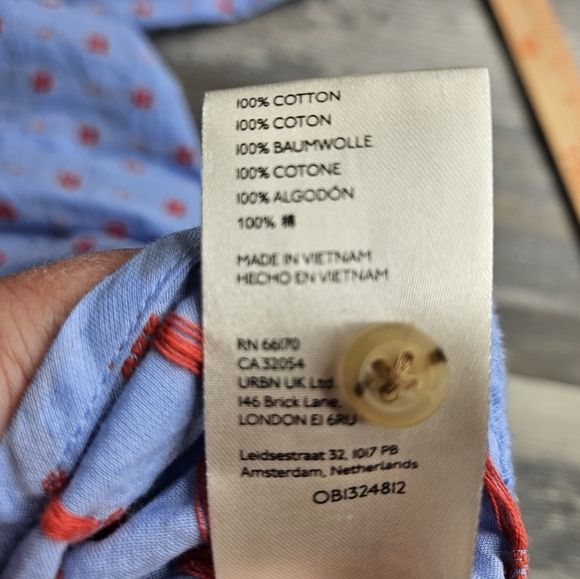 100% COTTON
100% COTON
100% BAUMWOLLE
100% COTONE
100% ALGODÓN
100% 棉
MADE IN VIETNAM
HECHO EN VIETNAM
RN 66170
CA 32054
URBN UK Ltd.
146 Brick Lane,
LONDON E1 6RU
Leidsestraat 32, 1017 PB
Amsterdam, Netherlands
OB1324812